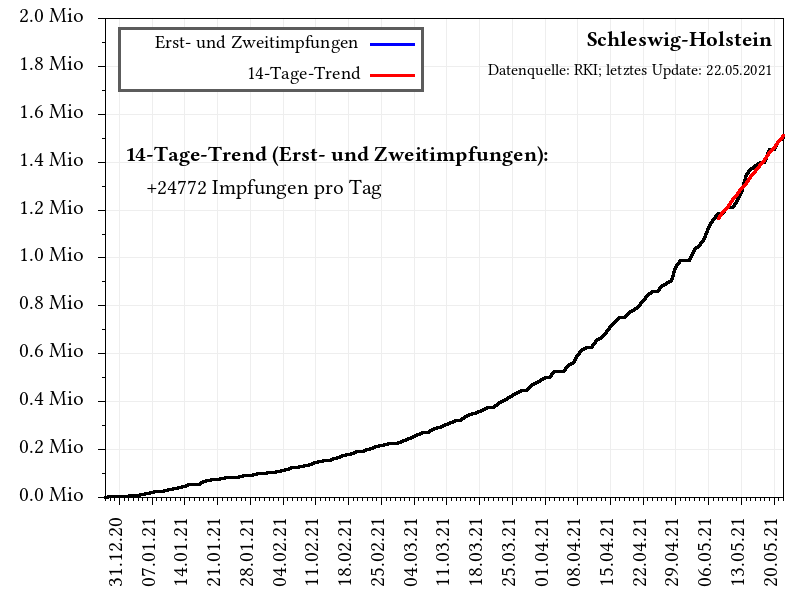 2.0 Mio
1.8 Mio
1.6 Mio
1.4 Mio
1.2 Mio
1.0 Mio
0.8 Mio
0.6 Mio
0.4 Mio
0.2 Mio
0.0 Mio
Erst- und Zweitimpfungen
14-Tage-Trend
Schleswig-Holstein
Datenquelle: RKI; letztes Update: 22.05.2021
14-Tage-Trend (Erst- und Zweitimpfungen):
+24772 Impfungen pro Tag
31.12.20
07.01.21
14.01.21
21.01.21
28.01.21
04.02.21
11.02.21
18.02.21
25.02.21
04.03.21
11.03.21
18.03.21
25.03.21
01.04.21
08.04.21
15.04.21
22.04.21
29.04.21
06.05.21
13.05.21
20.05.21